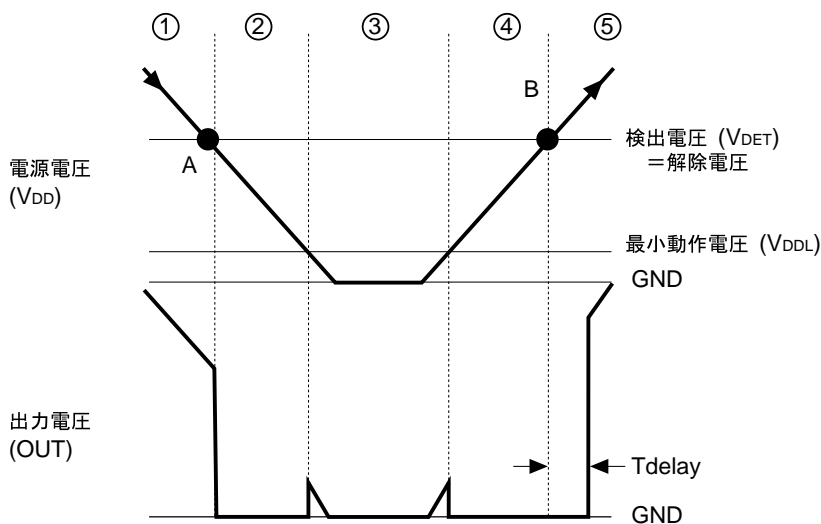 ① ② ③ ④ ⑤
B
A
検出電圧 (VDET)
＝解除電圧
電源電圧
(VDD)
最小動作電圧 (VDDL)
GND
出力電圧
(OUT)
Tdelay
GND